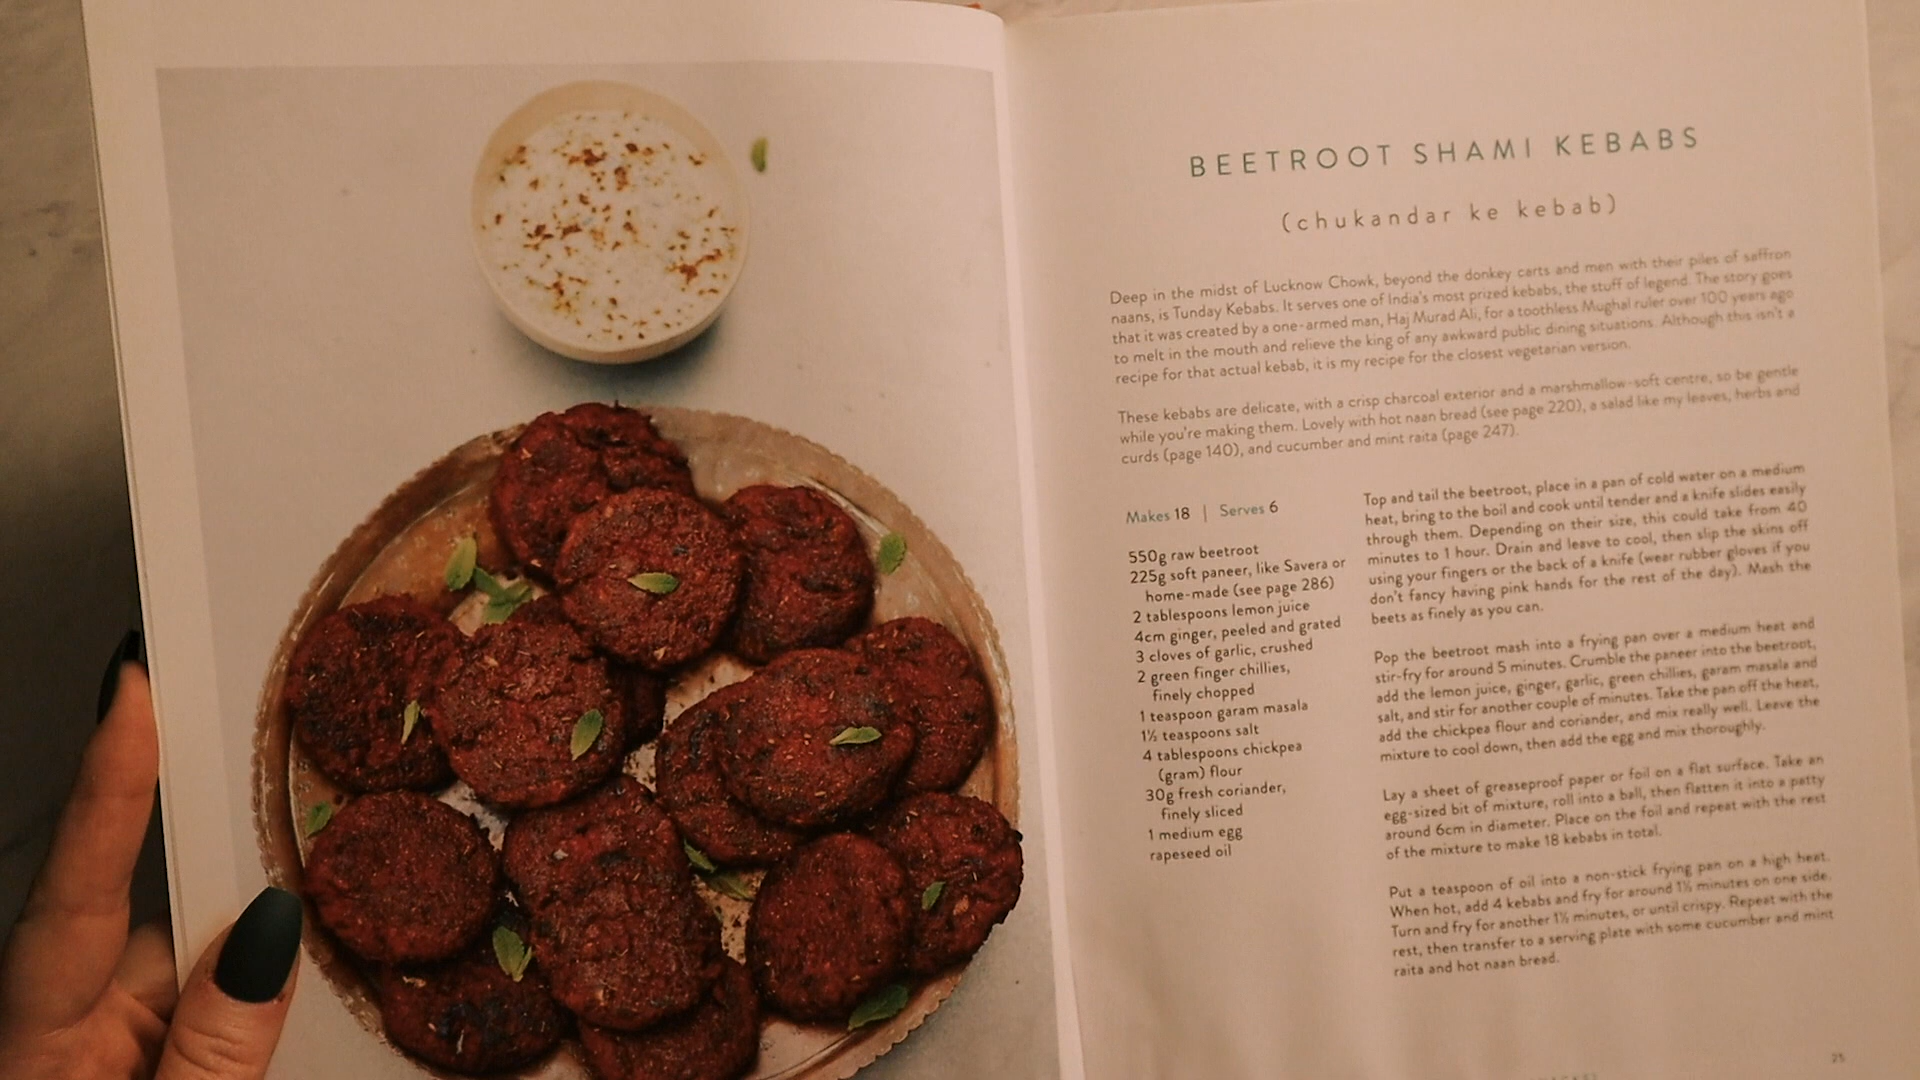 BEETROOT SHAMI KEBABS
(chukandar ke kebab)
Deep in the midst of Lucknow Chowk, beyond the donkey carts and men with their piles of saffron
naans, is Tunday Kebabs. It serves one of India's most prized kebabs, the stuff of legend. The story goes
that it was created by a one-armed man, Haj Murad Ali, for a toothless Mughal ruler over 100 years ago
to melt in the mouth and relieve the king of any awkward public dining situations. Although this isn't a
recipe for that actual kebab, it is my recipe for the closest vegetarian version.
These kebabs are delicate, with a crisp charcoal exterior and a marshmallow-soft centre, so be gentle
while you're making them. Lovely with hot naan bread (see page 220), a salad like my leaves, herbs and
curds (page 140), and cucumber and mint raita (page 247).
Makes 18 | Serves 6
550g raw beetroot
225g soft paneer, like Savera or
home-made (see page 286)
2 tablespoons lemon juice
4cm ginger, peeled and grated
3 cloves of garlic, crushed
2 green finger chillies,
finely chopped
1 teaspoon garam masala
1½ teaspoons salt
4 tablespoons chickpea
(gram) flour
30g fresh coriander,
finely sliced
1 medium egg
rapeseed oil
Top and tail the beetroot, place in a pan of cold water on a medium
heat, bring to the boil and cook until tender and a knife slides easily
through them. Depending on their size, this could take from 40
minutes to 1 hour. Drain and leave to cool, then slip the skins off
using your fingers or the back of a knife (wear rubber gloves if you
don't fancy having pink hands for the rest of the day). Mash the
beets as finely as you can.
Pop the beetroot mash into a frying pan over a medium heat and
stir-fry for around 5 minutes. Crumble the paneer into the beetroot,
add the lemon juice, ginger, garlic, green chillies, garam masala and
salt, and stir for another couple of minutes. Take the pan off the heat,
add the chickpea flour and coriander, and mix really well. Leave the
mixture to cool down, then add the egg and mix thoroughly.
Lay a sheet of greaseproof paper or foil on a flat surface. Take an
egg-sized bit of mixture, roll into a ball, then flatten it into a patty
around 6cm in diameter. Place on the foil and repeat with the rest
of the mixture to make 18 kebabs in total.
Put a teaspoon of oil into a non-stick frying pan on a high heat.
When hot, add 4 kebabs and fry for around 1½ minutes on one side.
Turn and fry for another 1½ minutes, or until crispy. Repeat with the
rest, then transfer to a serving plate with some cucumber and mint
raita and hot naan bread.
25